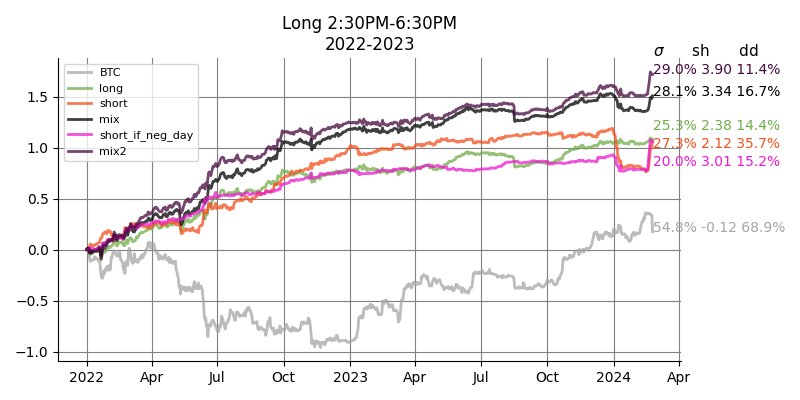 Long 2:30PM-6:30PM
2022-2023
σ sh dd
29.0% 3.90 11.4%
28.1% 3.34 16.7%
25.3% 2.38 14.4%
27.3% 2.12 35.7%
20.0% 3.01 15.2%
54.8% -0.12 68.9%
BTC
long
short
mix
short_if_neg_day
mix2
1.5
1.0
0.5
0.0
−0.5
−1.0
2022 Apr Jul Oct 2023 Apr Jul Oct 2024 Apr